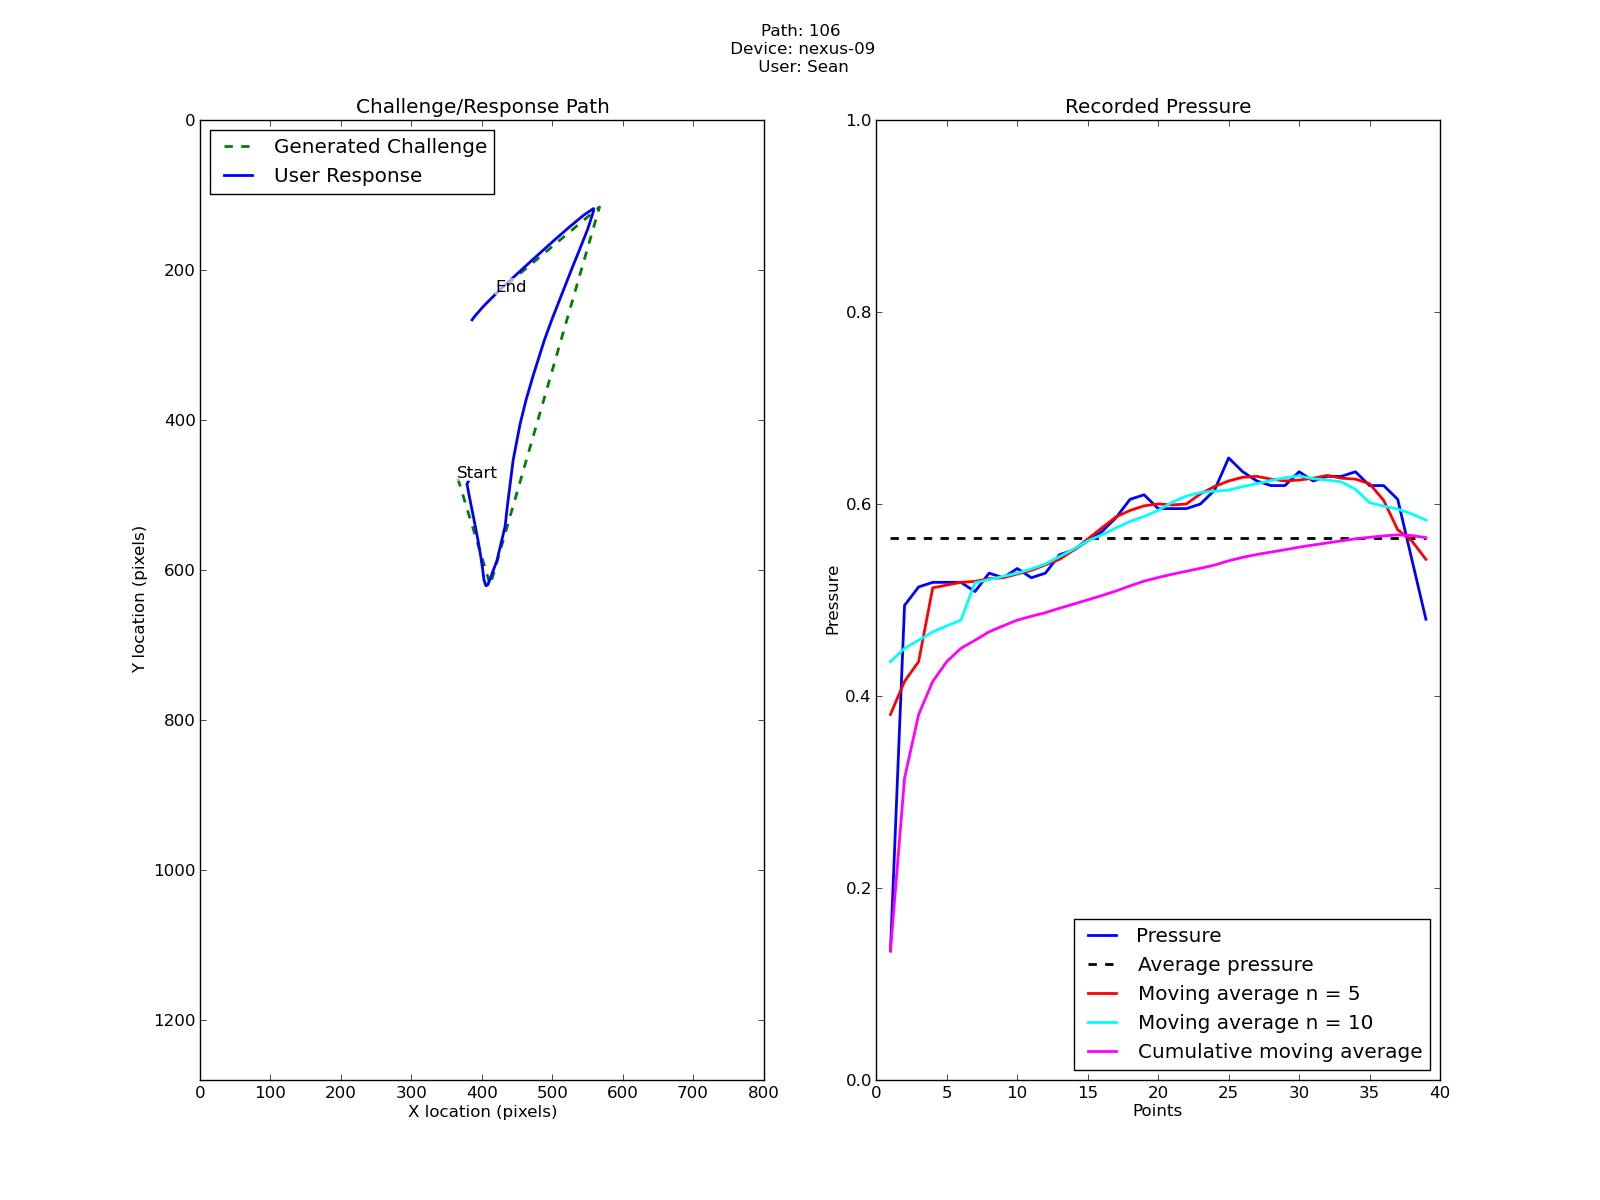 Path: 106
Device: nexus-09
User: Sean
Challenge/Response Path
Generated Challenge
User Response
End
Start
0
200
400
600
800
1000
1200
Y location (pixels)
0 100 200 300 400 500 600 700 800
X location (pixels)
Recorded Pressure
1.0
0.8
0.6
0.4
0.2
0.0
Pressure
Pressure
Average pressure
Moving average n = 5
Moving average n = 10
Cumulative moving average
0 5 10 15 20 25 30 35 40
Points